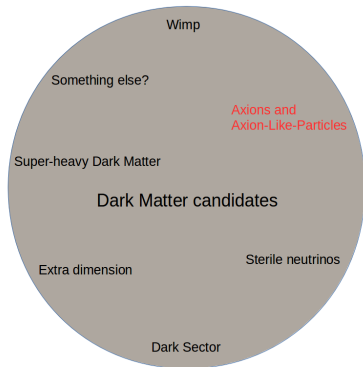 Wimp
Something else?
Axions and
Axion-Like-Particles
Super-heavy Dark Matter
Dark Matter candidates
Sterile neutrinos
Extra dimension
Dark Sector